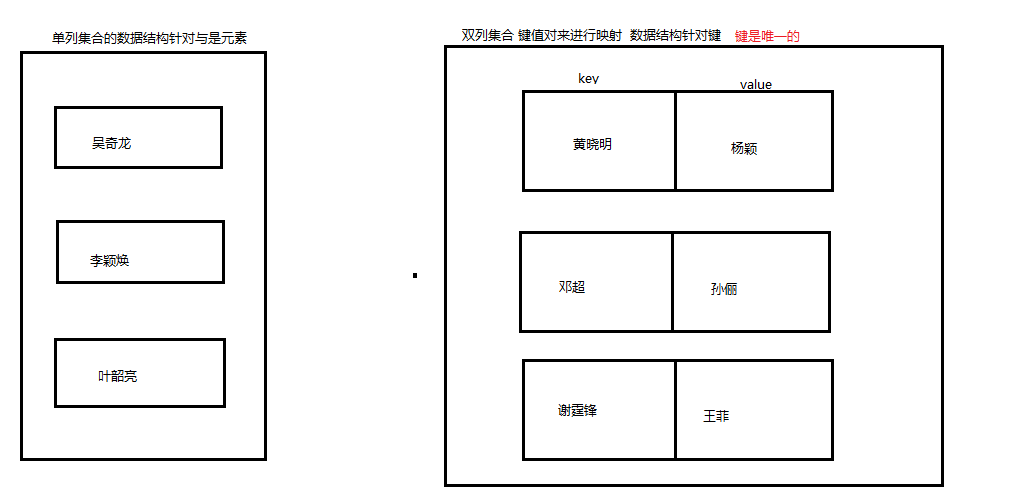 单列集合的数据结构针对与是元素
吴奇龙
李颖焕
叶韶亮
双列集合 键值对来进行映射 数据结构针对键 键是唯一的
key value
黄晓明 杨颖
邓超 孙俪
谢霆锋 王菲